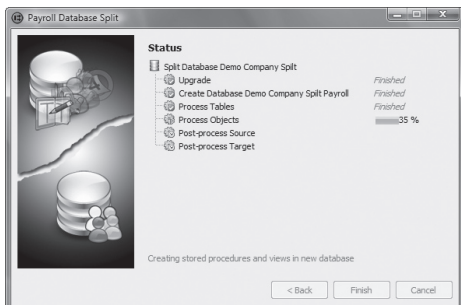 Payroll Database Split
Status
Split Database Demo Company Spilt
Upgrade Finished
Create Database Demo Company Spilt Payroll Finished
Process Tables Finished
Process Objects 35 %
Post-process Source
Post-process Target
Creating stored procedures and views in new database
< Back Finish Cancel